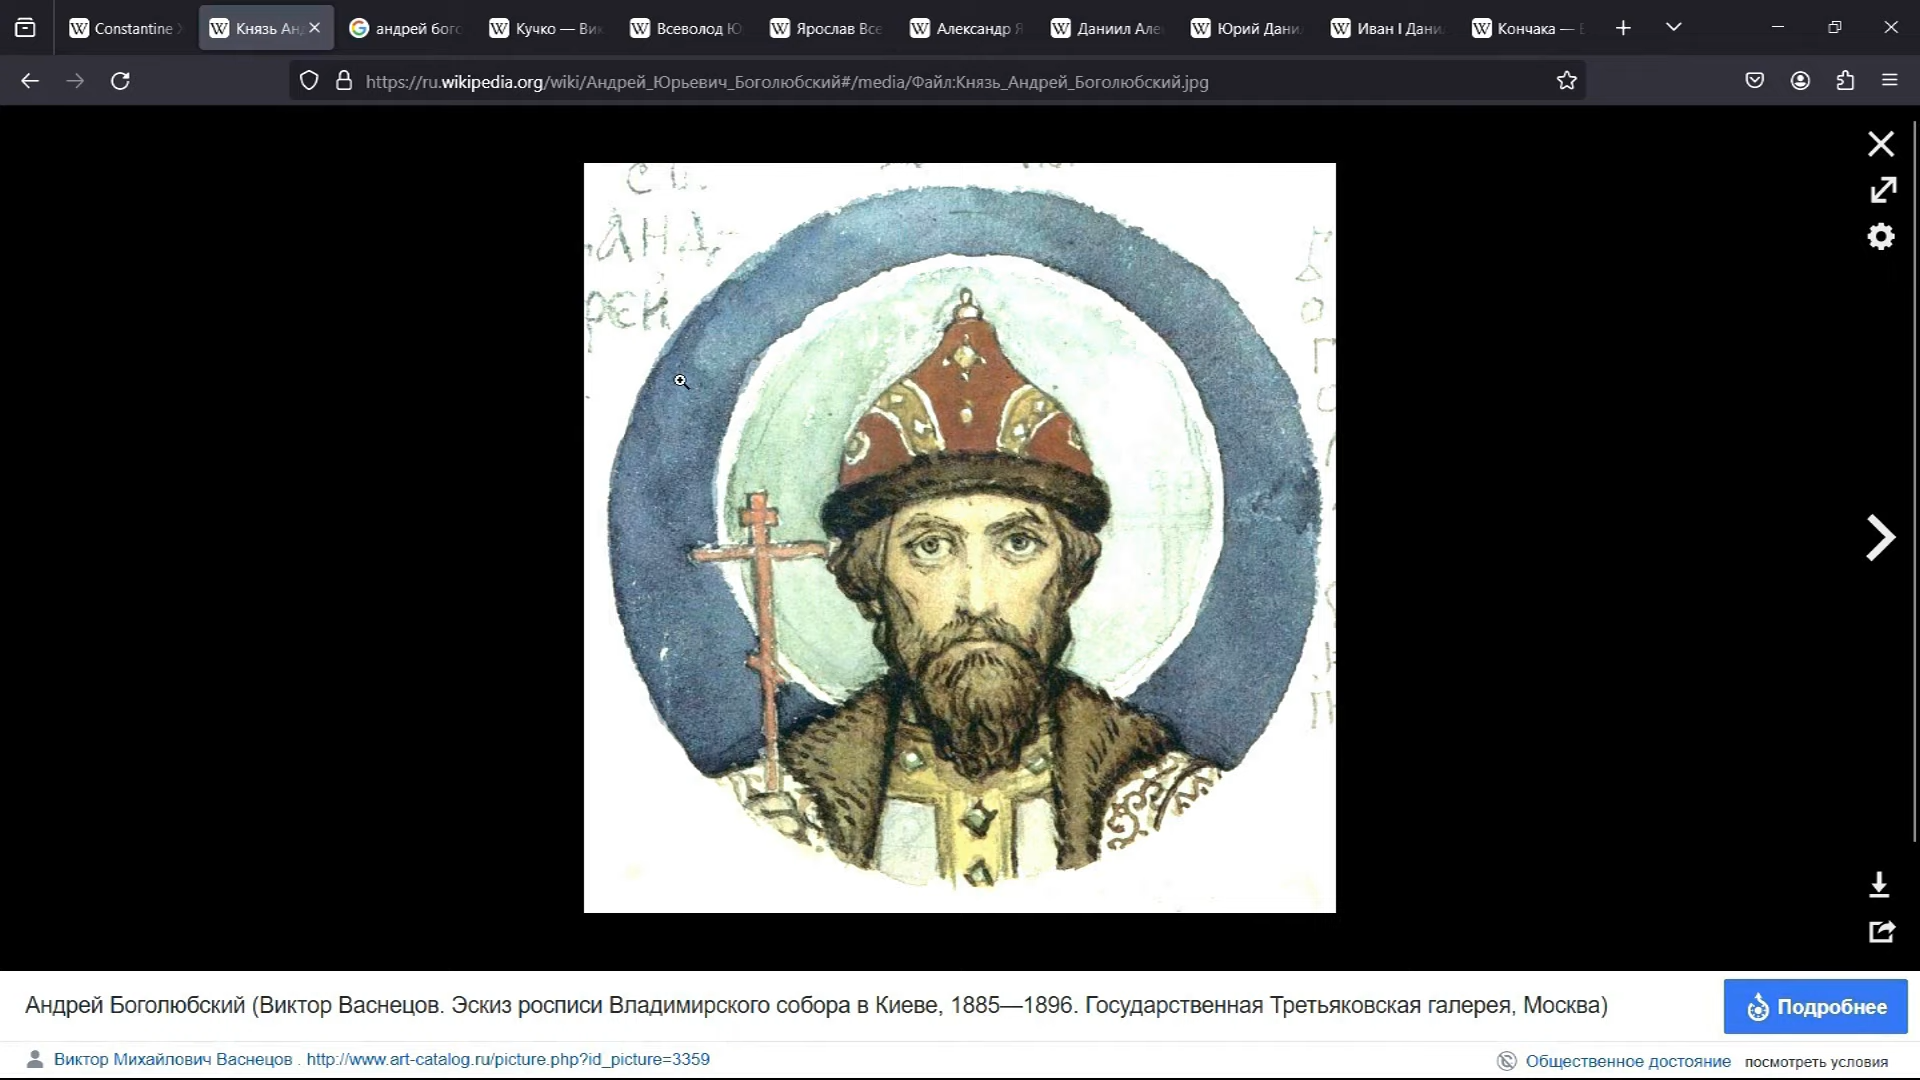 Constantine
Князь Ан
андрей бог
Кучко — Ви
Всеволод Ю
Ярослав Все
Александр Я
Даниил Але
Юрий Дани
Иван I Дани
Кончака —
https://ru.wikipedia.org/wiki/Андрей_Юрьевич_Боголюбский#/media/Файл:Князь_Андрей_Боголюбский.jpg
АНД
рей
Андрей Боголюбский (Виктор Васнецов. Эскиз росписи Владимирского собора в Киеве, 1885—1896. Государственная Третьяковская галерея, Москва)
Подробнее
Виктор Михайлович Васнецов . http://www.art-catalog.ru/picture.php?id_picture=3359
Общественное достояние посмотреть условия